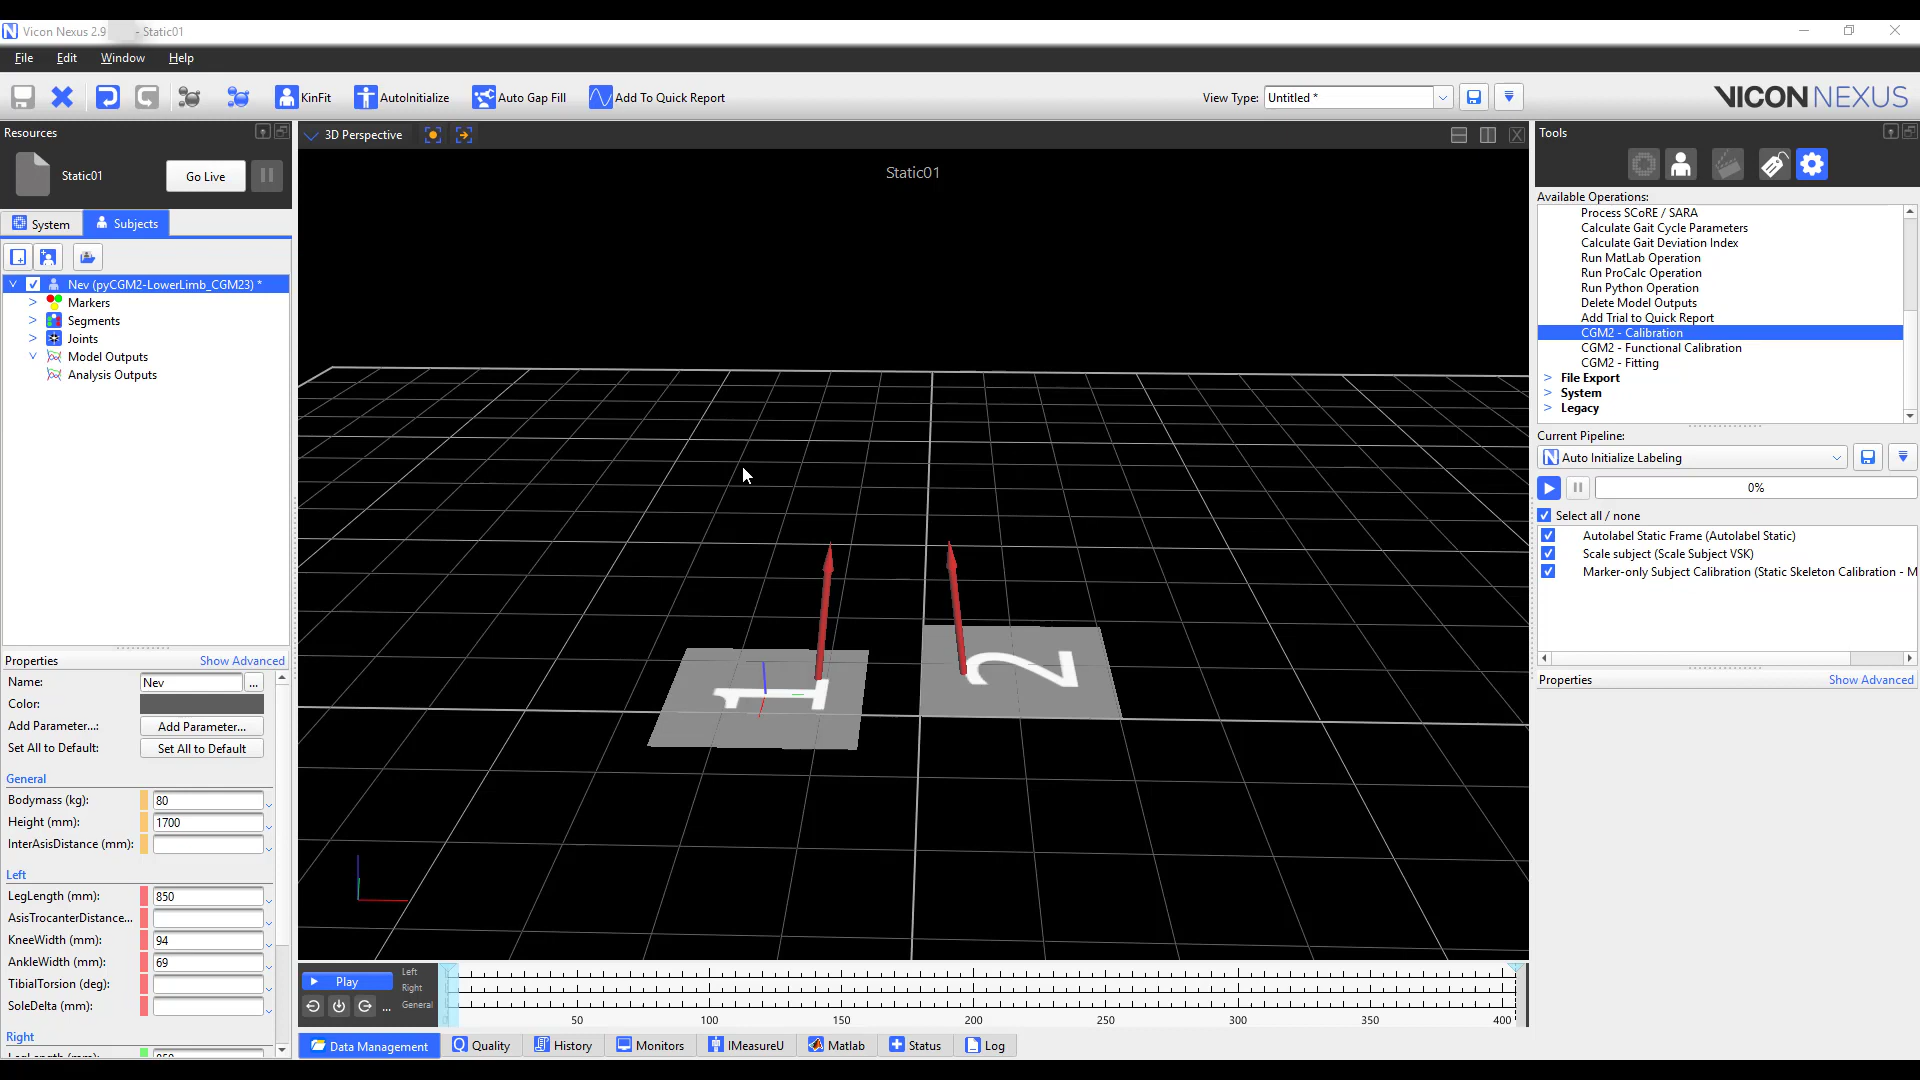 Vicon Nexus 2.9 - Static01
File Edit Window Help
KinFit AutoInitialize Auto Gap Fill Add To Quick Report View Type: Untitled * VICON NEXUS
Resources
Static01 Go Live
System Subjects
Nev (pyCGM2-LowerLimb_CGM23) *
Markers
Segments
Joints
Model Outputs
Analysis Outputs
Properties Show Advanced
Name: Nev ...
Color:
Add Parameter...: Add Parameter...
Set All to Default: Set All to Default
General
Bodymass (kg): 80
Height (mm): 1700
InterAsisDistance (mm):
Left
LegLength (mm): 850
AsisTrocanterDistance...
KneeWidth (mm): 94
AnkleWidth (mm): 69
TibialTorsion (deg):
SoleDelta (mm):
Right
3D Perspective
Static01
1 2
Play
Left
Right
General
...
50 100 150 200 250 300 350 400
Data Management Quality History Monitors IMeasureU Matlab Status Log
Tools
Available Operations:
Process SCoRE / SARA
Calculate Gait Cycle Parameters
Calculate Gait Deviation Index
Run MatLab Operation
Run ProCalc Operation
Run Python Operation
Delete Model Outputs
Add Trial to Quick Report
CGM2 - Calibration
CGM2 - Functional Calibration
CGM2 - Fitting
File Export
System
Legacy
Current Pipeline:
Auto Initialize Labeling
0%
Select all / none
Autolabel Static Frame (Autolabel Static)
Scale subject (Scale Subject VSK)
Marker-only Subject Calibration (Static Skeleton Calibration - M
Properties Show Advanced